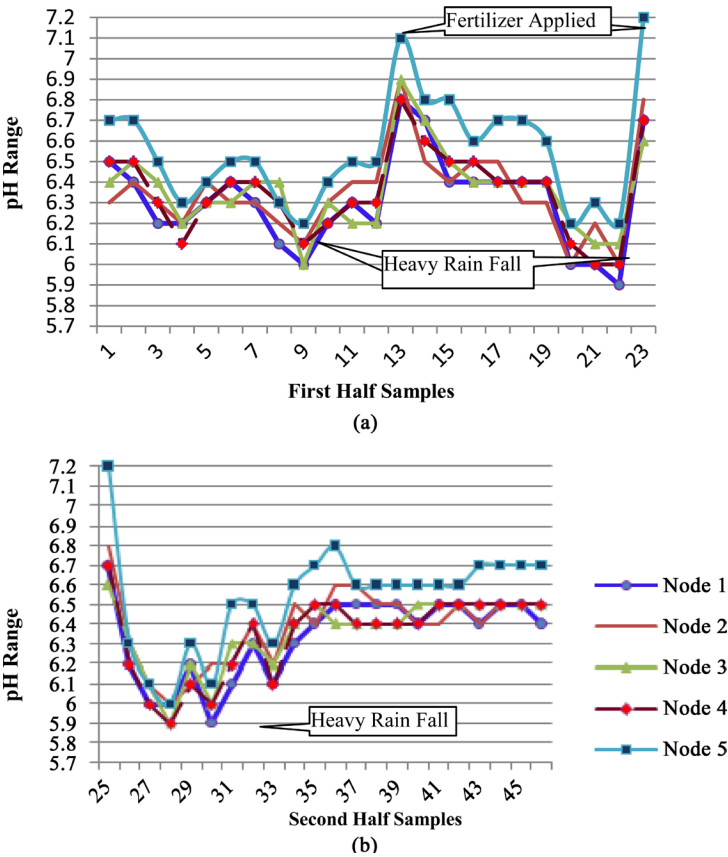 Fertilizer Applied
7.2
7.1
7
6.9
6.8
6.7
6.6
6.5
6.4
6.3
6.2
6.1
6
5.9
5.8
5.7
pH Range
Heavy Rain Fall
1 3 5 7 9 11 13 15 17 19 21 23
First Half Samples
(a)
7.2
7.1
7
6.9
6.8
6.7
6.6
6.5
6.4
6.3
6.2
6.1
6
5.9
5.8
5.7
pH Range
Heavy Rain Fall
25 27 29 31 33 35 37 39 41 43 45
Second Half Samples
(b)
Node 1
Node 2
Node 3
Node 4
Node 5